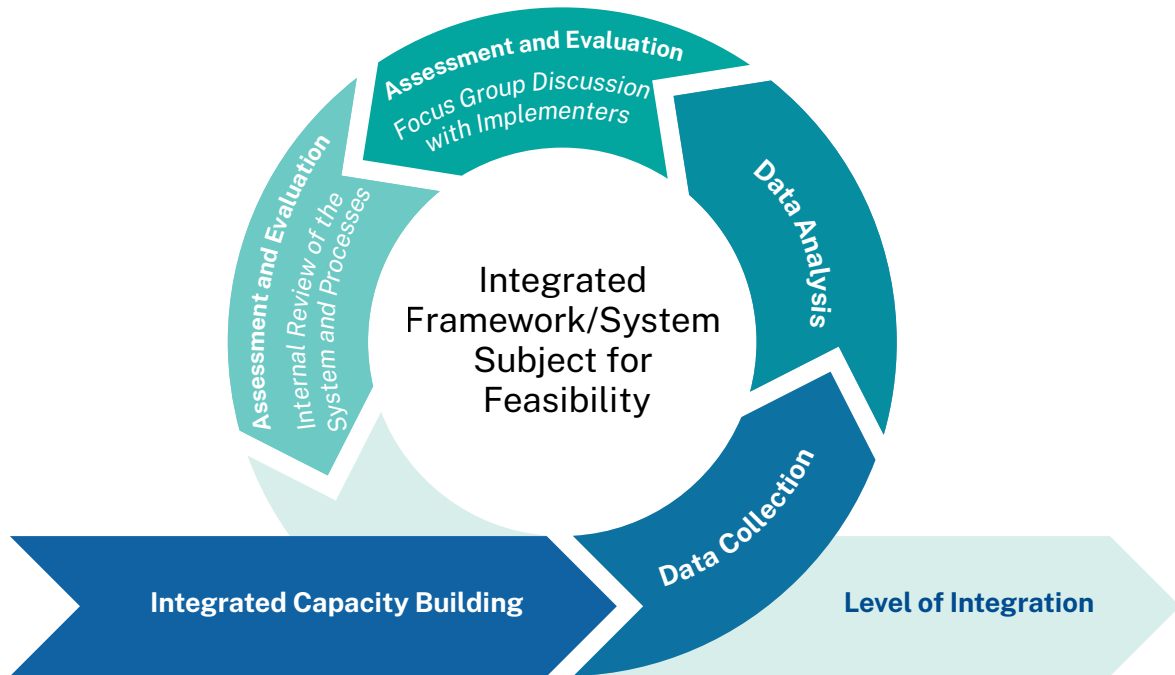 Assessment and Evaluation
Focus Group Discussion
with Implementers
Assessment and Evaluation
Internal Review of the
System and Processes
Data Analysis
Integrated
Framework/System
Subject for
Feasibility
Data Collection
Integrated Capacity Building
Level of Integration